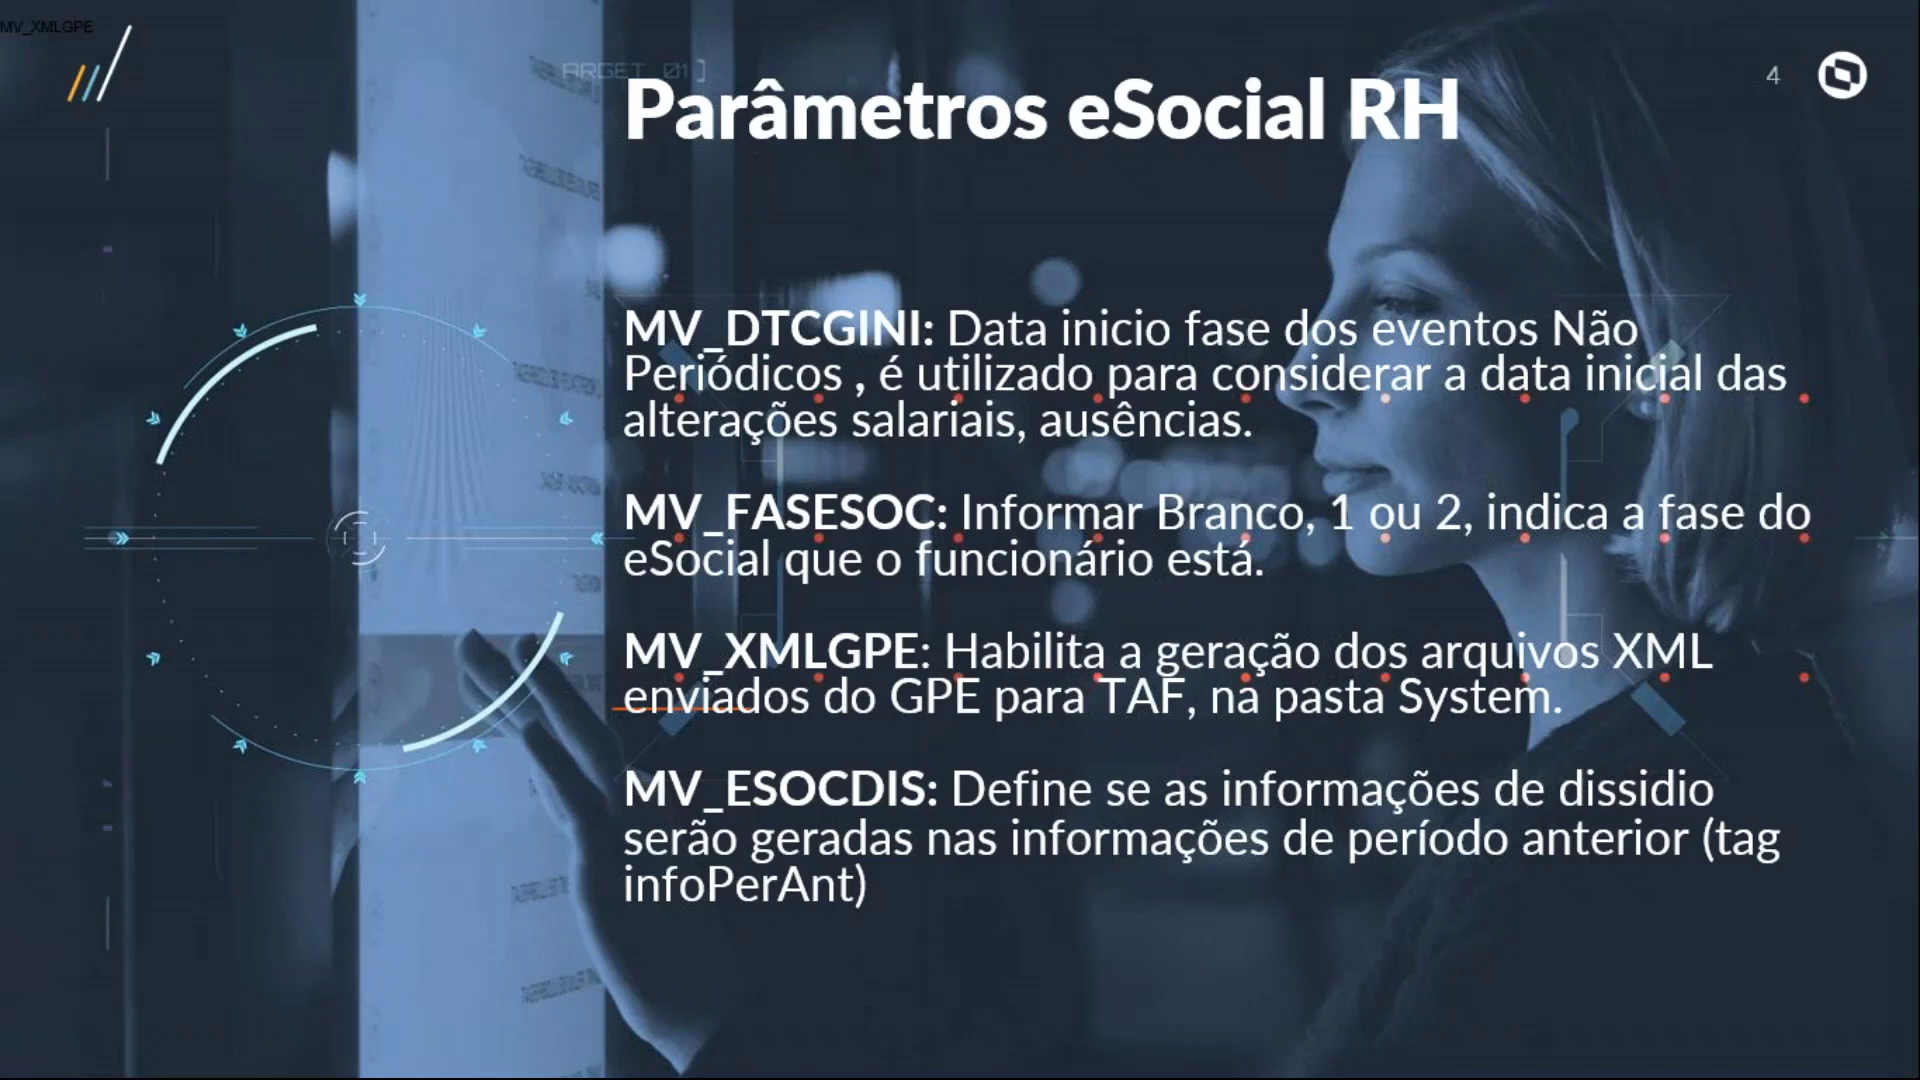 MV_XMLGPE
ARGET 01]
4
Parâmetros eSocial RH
MV_DTCGINI: Data inicio fase dos eventos Não
Periódicos , é utilizado para considerar a data inicial das
alterações salariais, ausências.
MV_FASESOC: Informar Branco, 1 ou 2, indica a fase do
eSocial que o funcionário está.
MV_XMLGPE: Habilita a geração dos arquivos XML
enviados do GPE para TAF, na pasta System.
MV_ESOCDIS: Define se as informações de dissidio
serão geradas nas informações de período anterior (tag
infoPerAnt)